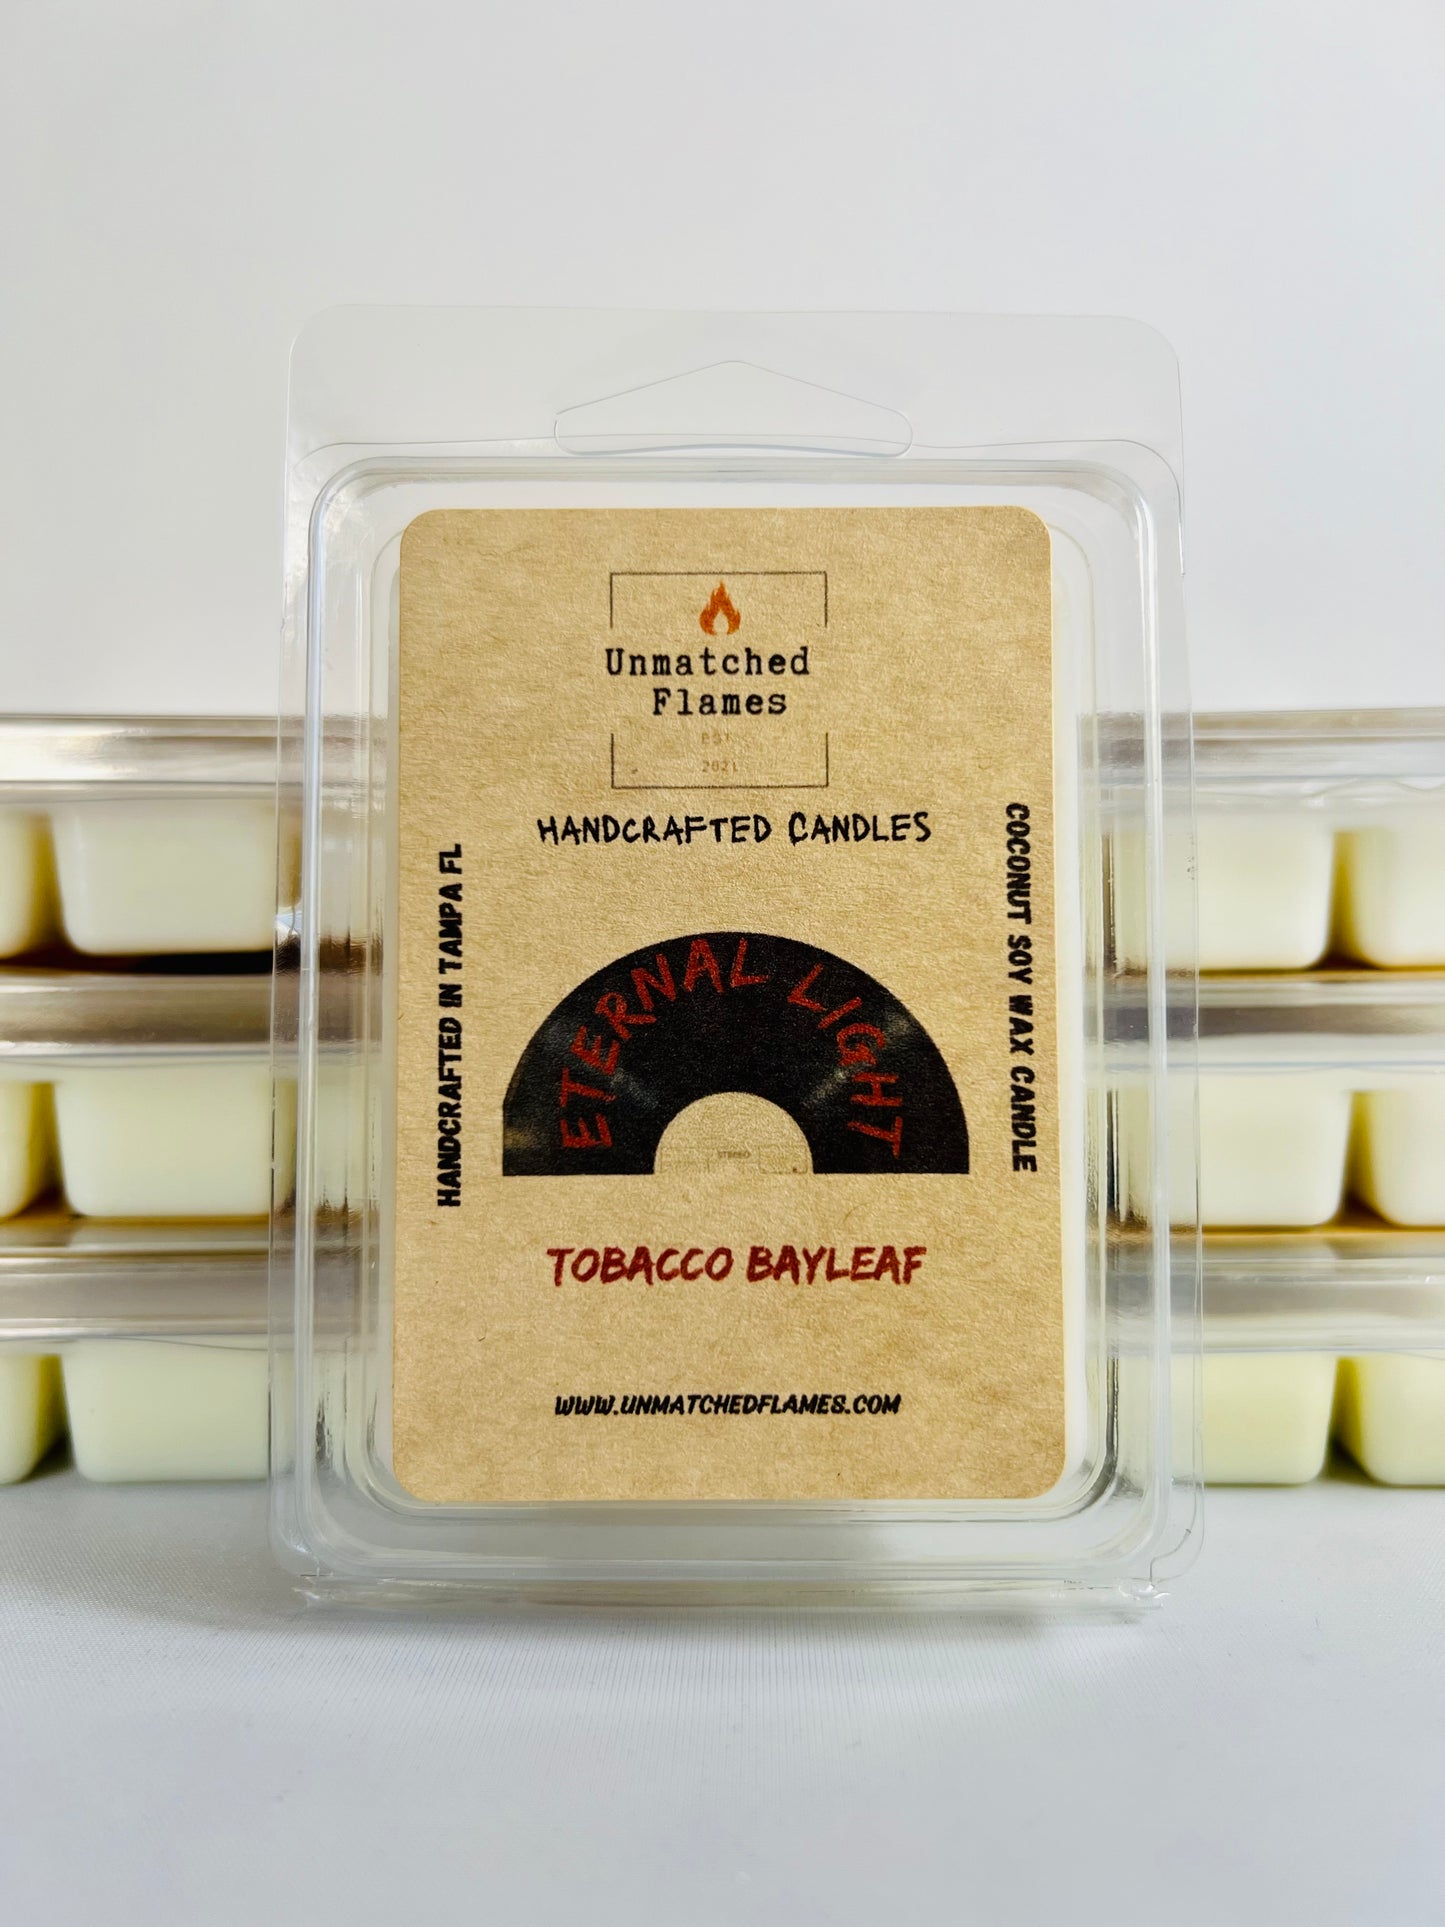 Unmatched
Flames
EST
2021
HANDCRAFTED CANDLES
HANDCRAFTED IN TAMPA FL
COCONUT SOY WAX CANDLE
ETERNAL LIGHT
STEREO
TOBACCO BAYLEAF
WWW.UNMATCHEDFLAMES.COM